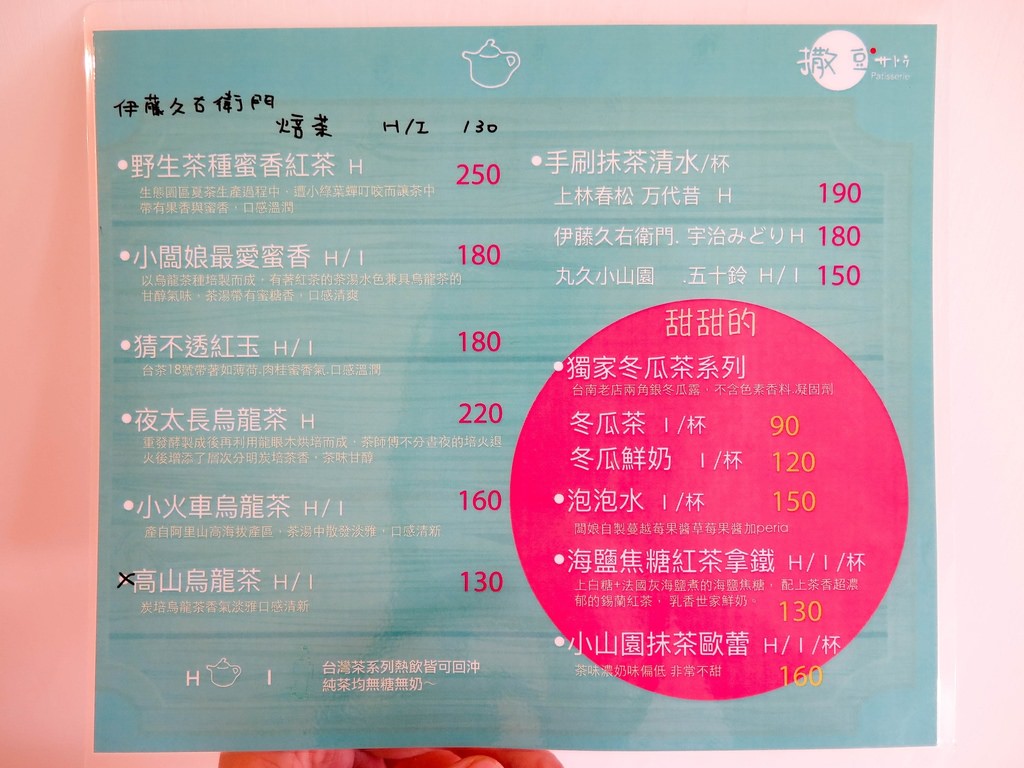 撒豆 サトウ
Patisserie
伊藤久右衛門
焙茶 H/I 130
•野生茶種蜜香紅茶 H 250
生態園區夏茶生產過程中，遭小綠葉蟬叮咬而讓茶中
帶有果香與蜜香，口感溫潤
•小闆娘最愛蜜香 H/I 180
以烏龍茶種培製而成，有著紅茶的茶湯水色兼具烏龍茶的
甘醇氣味，茶湯帶有蜜糖香，口感清爽
•猜不透紅玉 H/I 180
台茶18號帶著如薄荷.肉桂蜜香氣.口感溫潤
•夜太長烏龍茶 H 220
重發酵製成後再利用龍眼木烘培而成，茶師傅不分晝夜的培火退
火後增添了層次分明炭培茶香，茶味甘醇
•小火車烏龍茶 H/I 160
產自阿里山高海拔產區，茶湯中散發淡雅，口感清新
×高山烏龍茶 H/I 130
炭培烏龍茶香氣淡雅口感清新
H I
台灣茶系列熱飲皆可回沖
純茶均無糖無奶～
•手刷抹茶清水/杯
上林春松 万代昔 H 190
伊藤久右衛門. 宇治みどり H 180
丸久小山園 .五十鈴 H/I 150
甜甜的
•獨家冬瓜茶系列
台南老店兩角銀冬瓜露，不含色素香料.凝固劑
冬瓜茶 I/杯 90
冬瓜鮮奶 I/杯 120
•泡泡水 I/杯 150
闆娘自製蔓越莓果醬草莓果醬加peria
•海鹽焦糖紅茶拿鐵 H/I/杯
上白糖+法國灰海鹽煮的海鹽焦糖， 配上茶香超濃
郁的錫蘭紅茶， 乳香世家鮮奶。 130
•小山園抹茶歐蕾 H/I/杯
茶味濃奶味偏低 非常不甜 160